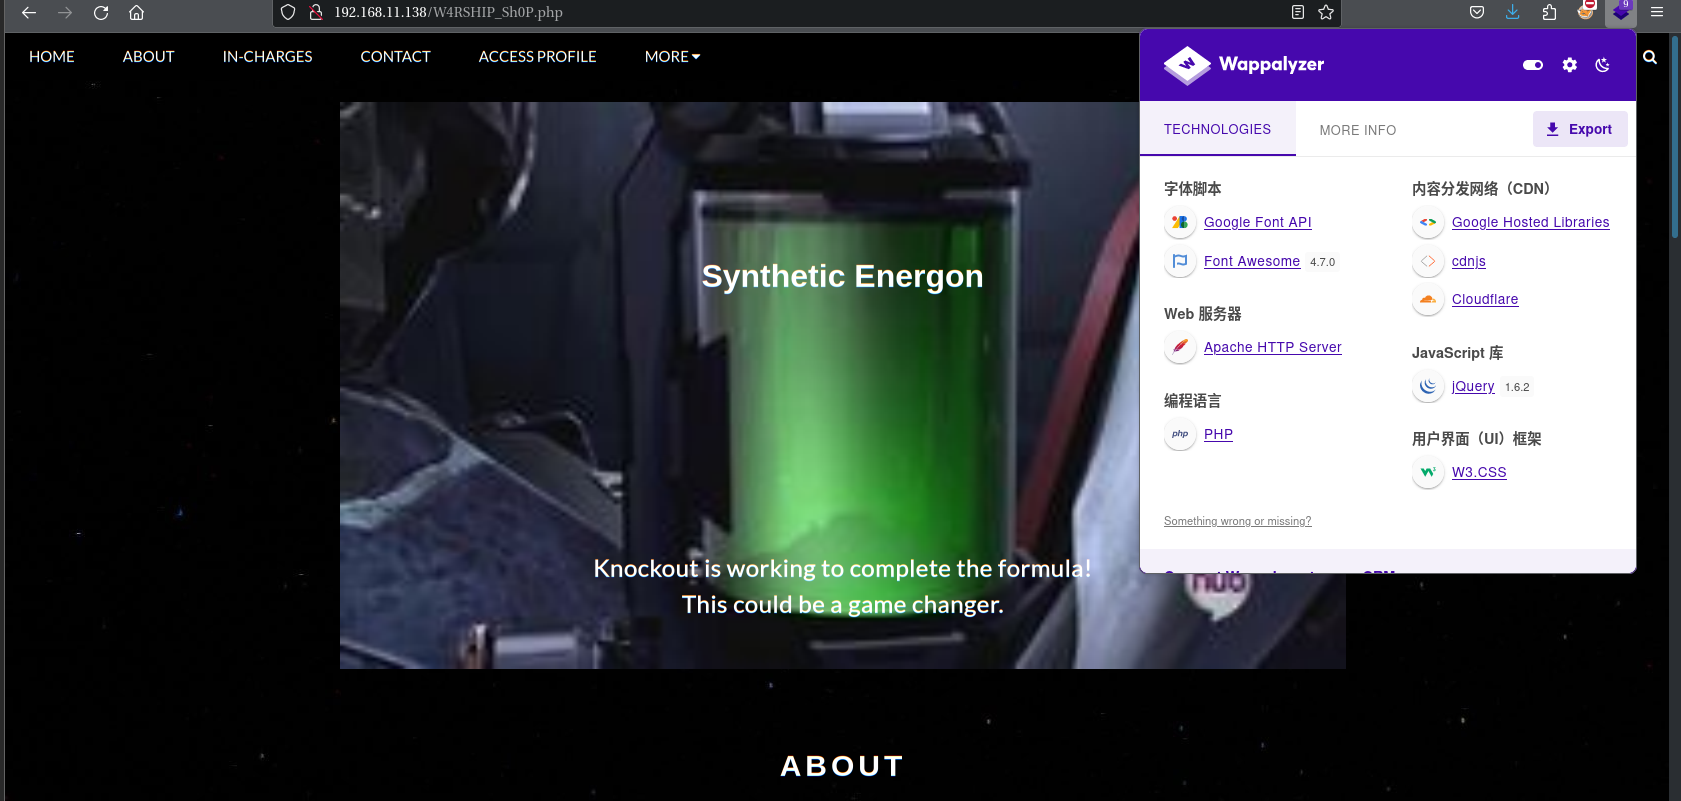 192.168.11.138/W4RSHIP_Sh0P.php
9
HOME ABOUT IN-CHARGES CONTACT ACCESS PROFILE MORE
Synthetic Energon
Knockout is working to complete the formula!
This could be a game changer.
hub
ABOUT
Wappalyzer
TECHNOLOGIES MORE INFO Export
字体脚本
Google Font API
Font Awesome 4.7.0
Web 服务器
Apache HTTP Server
编程语言
php PHP
内容分发网络（CDN）
Google Hosted Libraries
cdnjs
Cloudflare
JavaScript 库
jQuery 1.6.2
用户界面（UI）框架
W3.CSS
Something wrong or missing?